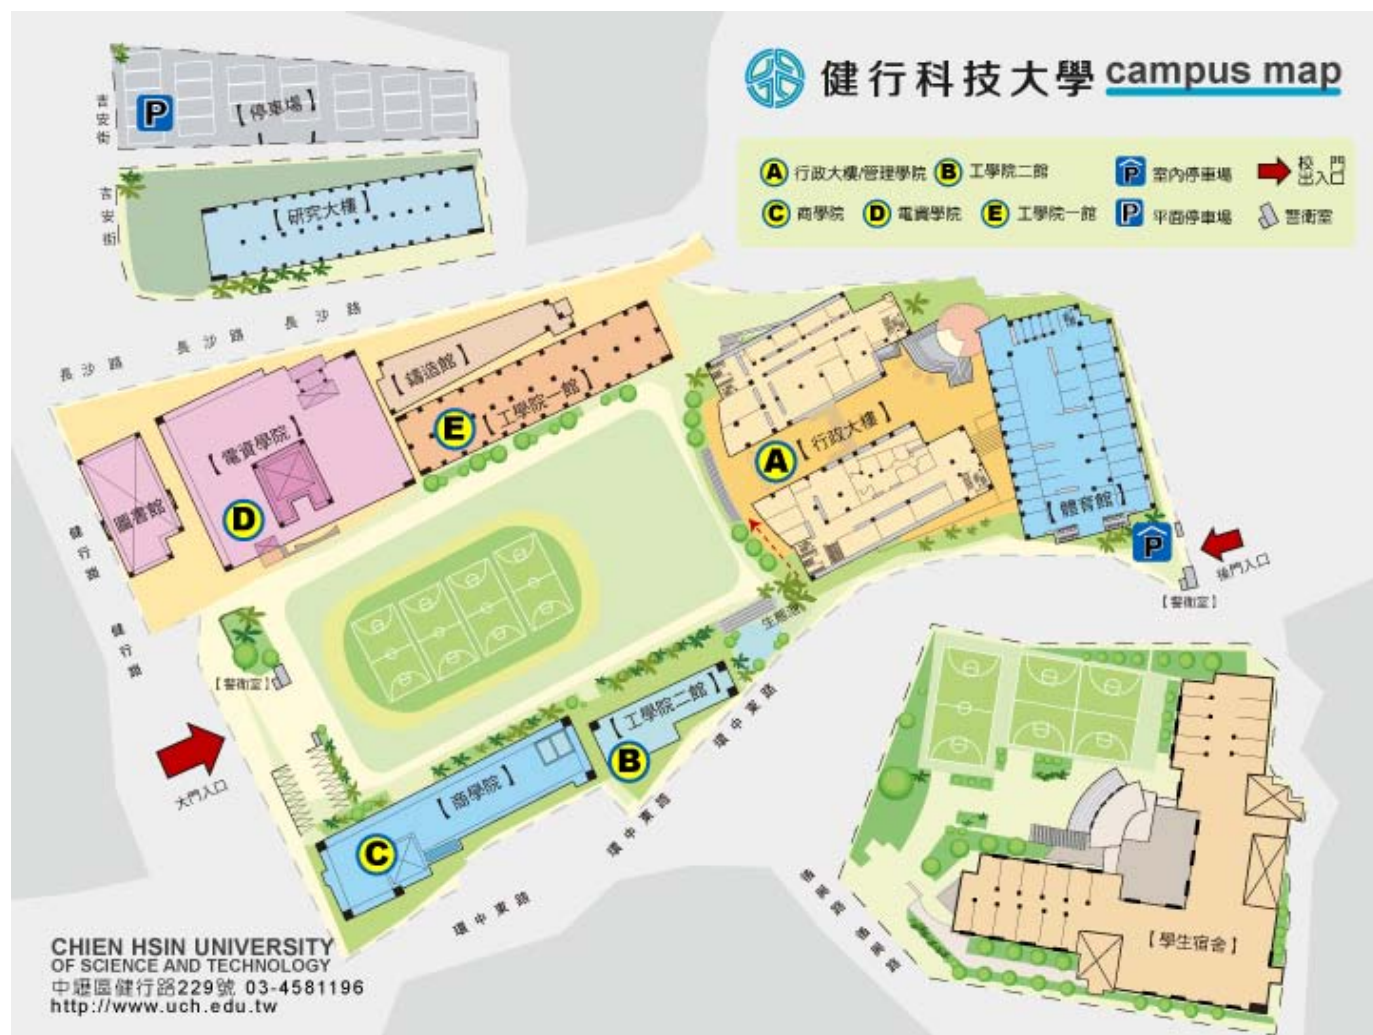 健行科技大學 campus map
A 行政大樓/管理學院 B 工學院二館 P 室內停車場 校門出入口
C 商學院 D 電資學院 E 工學院一館 P 平面停車場 警衛室
吉安街
P
【停車場】
吉安街
【研究大樓】
長沙路 長沙路 長沙路
【鑄造館】
【工學院一館】
E
【電資學院】
D
圖書館
【行政大樓】
A
【體育館】
P
後門入口
【警衛室】
健行路
健行路
【警衛室】
大門入口
生態池
【工學院二館】
B
【商學院】
C
環中東路
環中東路
環中東路
【學生宿舍】
CHIEN HSIN UNIVERSITY
OF SCIENCE AND TECHNOLOGY
中壢區健行路229號 03-4581196
http://www.uch.edu.tw